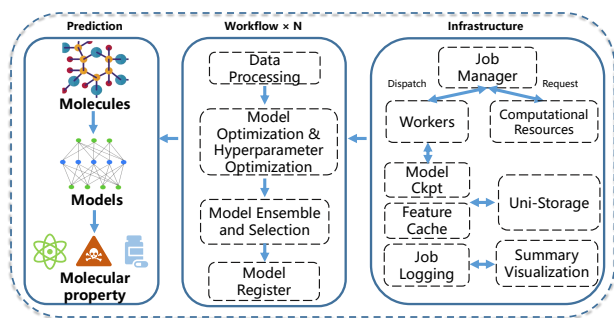 Prediction
Molecules
Models
Molecular
property
Workflow × N
Data
Processing
Model
Optimization &
Hyperparameter
Optimization
Model Ensemble
and Selection
Model
Register
Infrastructure
Job
Manager
Dispatch
Request
Workers
Computational
Resources
Model
Ckpt
Feature
Cache
Uni-Storage
Job
Logging
Summary
Visualization